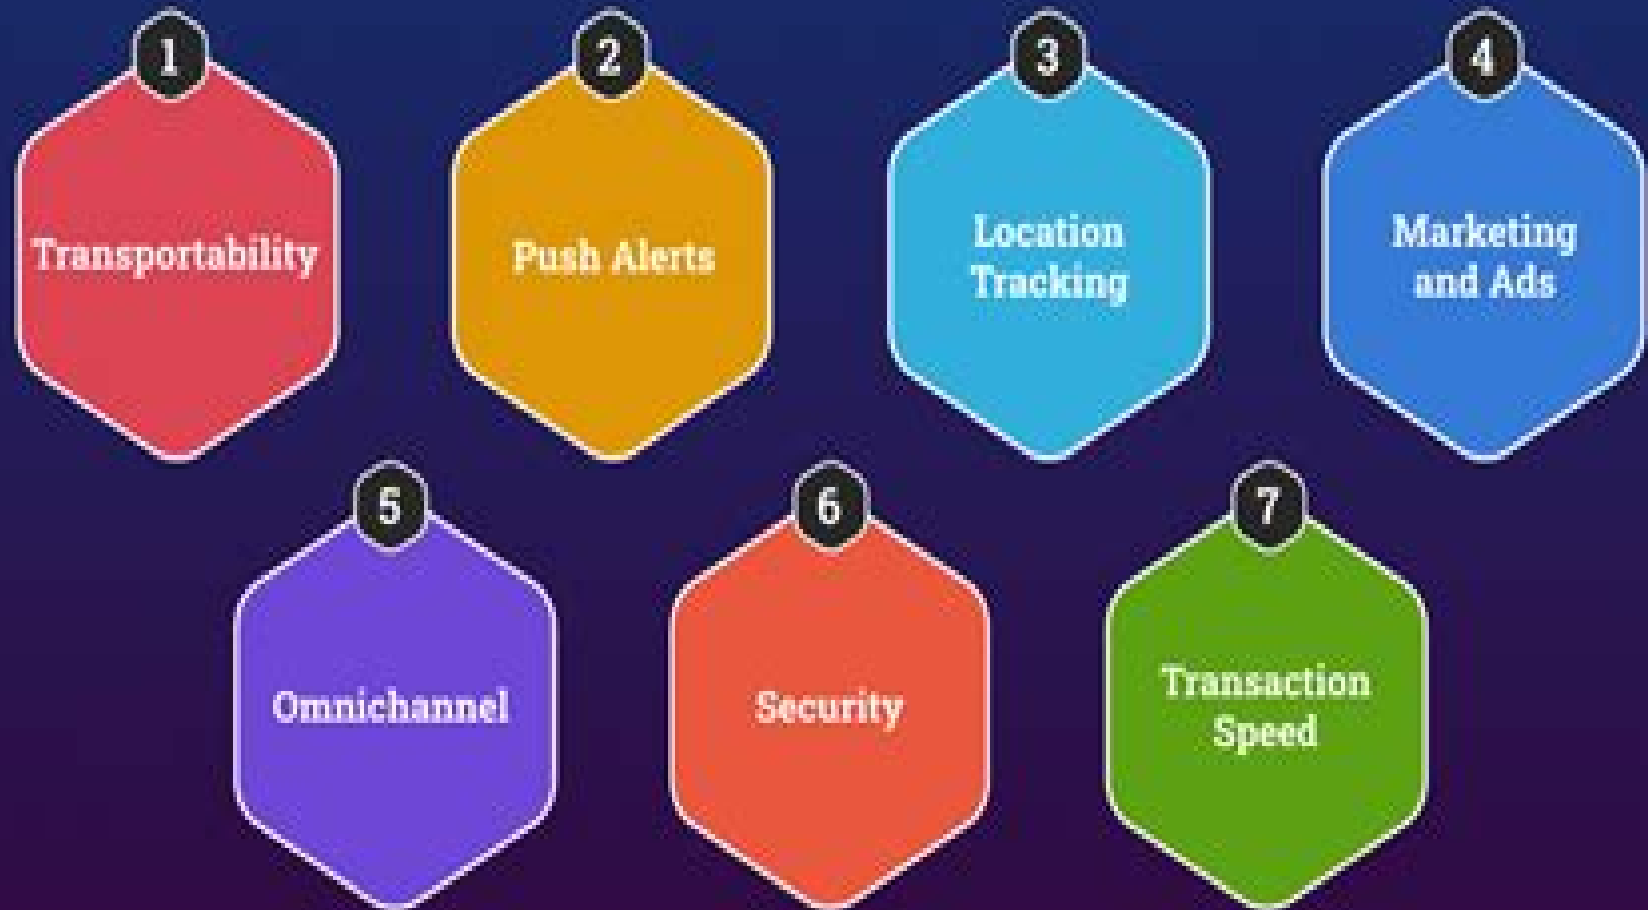 1
Transportability
2
Push Alerts
3
Location
Tracking
4
Marketing
and Ads
5
Omnichannel
6
Security
7
Transaction
Speed